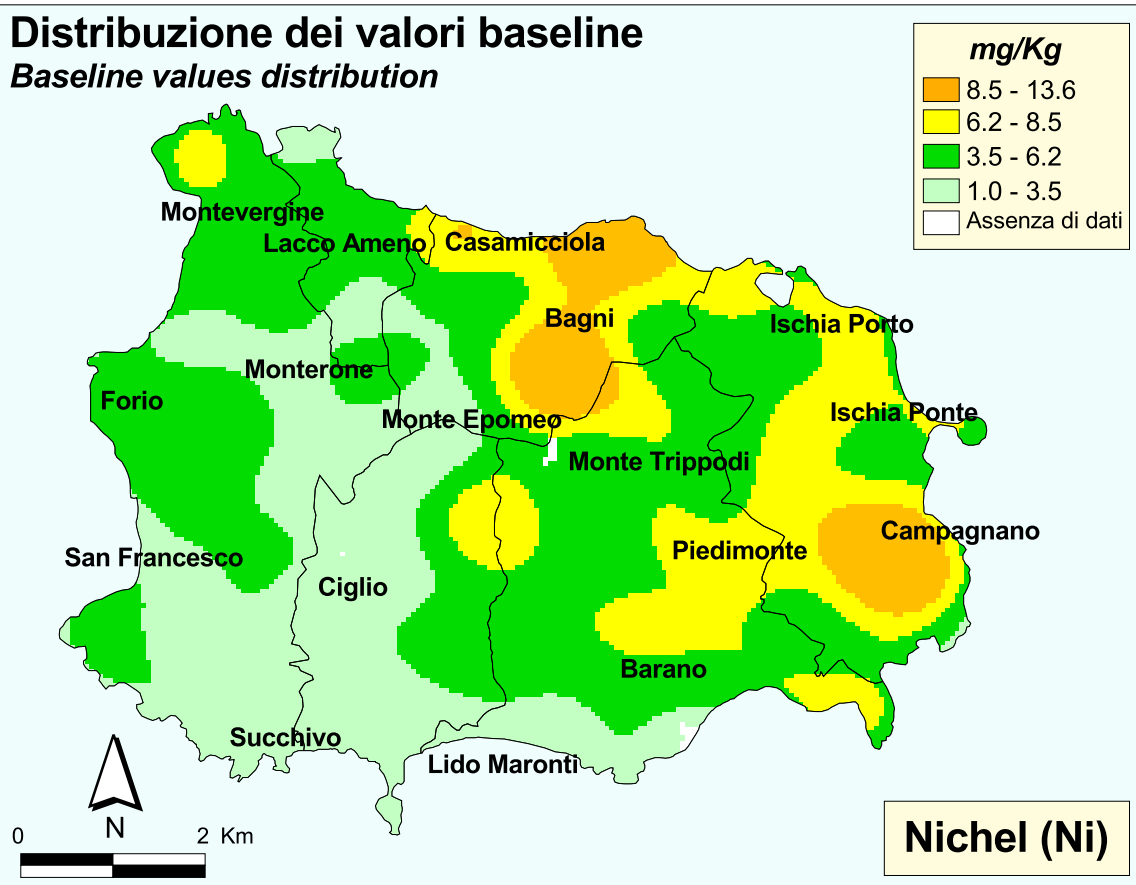 Distribuzione dei valori baseline
Baseline values distribution
mg/Kg
8.5 - 13.6
6.2 - 8.5
3.5 - 6.2
1.0 - 3.5
Assenza di dati
Montevergine
Lacco Ameno
Casamicciola
Bagni
Ischia Porto
Monterone
Forio
Monte Epomeo
Ischia Ponte
Monte Trippodi
Campagnano
San Francesco
Piedimonte
Ciglio
Barano
Succhivo
Lido Maronti
N
0 2 Km
Nichel (Ni)